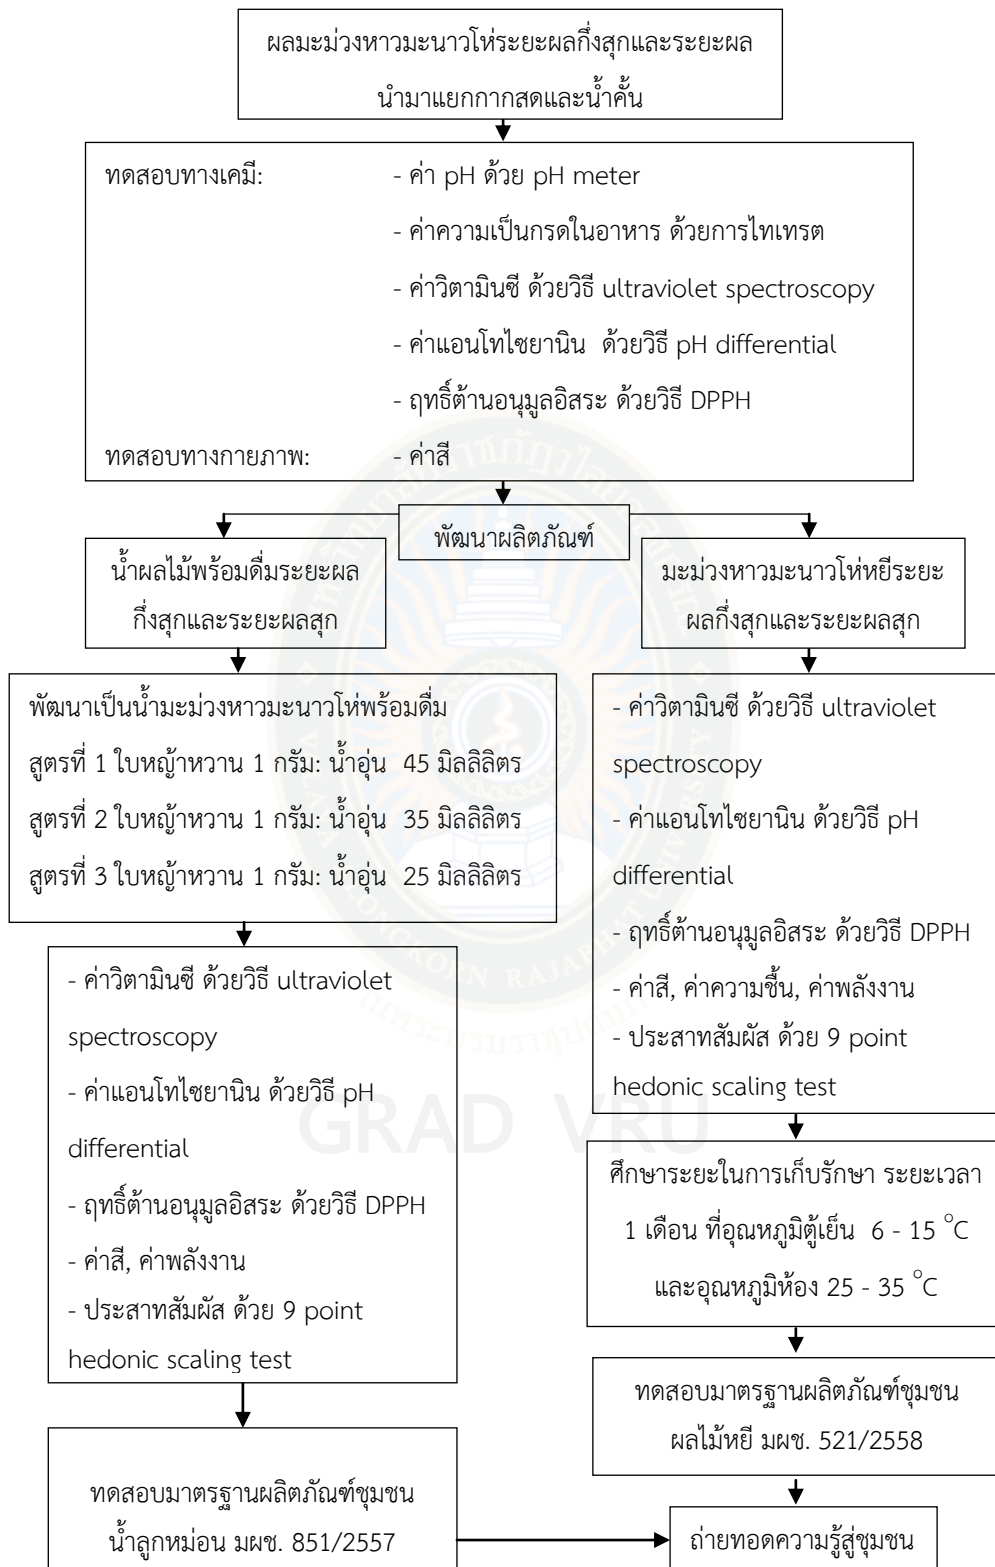 ผลมะม่วงหาวมะนาวโห่ระยะผลกึ่งสุกและระยะผล
นำมาแยกกากสดและน้ำคั้น
ทดสอบทางเคมี: - ค่า pH ด้วย pH meter
- ค่าความเป็นกรดในอาหาร ด้วยการไทเทรต
- ค่าวิตามินซี ด้วยวิธี ultraviolet spectroscopy
- ค่าแอนโทไซยานิน ด้วยวิธี pH differential
- ฤทธิ์ต้านอนุมูลอิสระ ด้วยวิธี DPPH
ทดสอบทางกายภาพ: - ค่าสี
พัฒนาผลิตภัณฑ์
น้ำผลไม้พร้อมดื่มระยะผล
กึ่งสุกและระยะผลสุก
พัฒนาเป็นน้ำมะม่วงหาวมะนาวโห่พร้อมดื่ม
สูตรที่ 1 ใบหญ้าหวาน 1 กรัม: น้ำอุ่น 45 มิลลิลิตร
สูตรที่ 2 ใบหญ้าหวาน 1 กรัม: น้ำอุ่น 35 มิลลิลิตร
สูตรที่ 3 ใบหญ้าหวาน 1 กรัม: น้ำอุ่น 25 มิลลิลิตร
- ค่าวิตามินซี ด้วยวิธี ultraviolet
spectroscopy
- ค่าแอนโทไซยานิน ด้วยวิธี pH
differential
- ฤทธิ์ต้านอนุมูลอิสระ ด้วยวิธี DPPH
- ค่าสี, ค่าพลังงาน
- ประสาทสัมผัส ด้วย 9 point
hedonic scaling test
ทดสอบมาตรฐานผลิตภัณฑ์ชุมชน
น้ำลูกหม่อน มผช. 851/2557
มะม่วงหาวมะนาวโห่หยีระยะ
ผลกึ่งสุกและระยะผลสุก
- ค่าวิตามินซี ด้วยวิธี ultraviolet
spectroscopy
- ค่าแอนโทไซยานิน ด้วยวิธี pH
differential
- ฤทธิ์ต้านอนุมูลอิสระ ด้วยวิธี DPPH
- ค่าสี, ค่าความชื้น, ค่าพลังงาน
- ประสาทสัมผัส ด้วย 9 point
hedonic scaling test
ศึกษาระยะในการเก็บรักษา ระยะเวลา
1 เดือน ที่อุณหภูมิตู้เย็น 6 - 15 °C
และอุณหภูมิห้อง 25 - 35 °C
ทดสอบมาตรฐานผลิตภัณฑ์ชุมชน
ผลไม้หยี มผช. 521/2558
ถ่ายทอดความรู้สู่ชุมชน
GRAD VRU